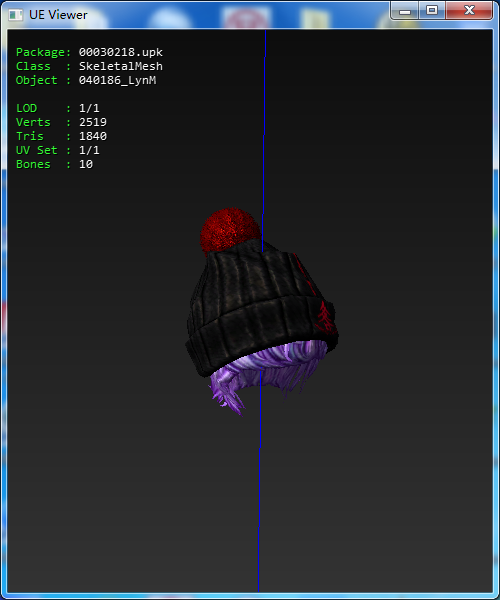 UE Viewer
Package: 00030218.upk
Class  : SkeletalMesh
Object : 040186_LynM
LOD    : 1/1
Verts  : 2519
Tris   : 1840
UV Set : 1/1
Bones  : 10